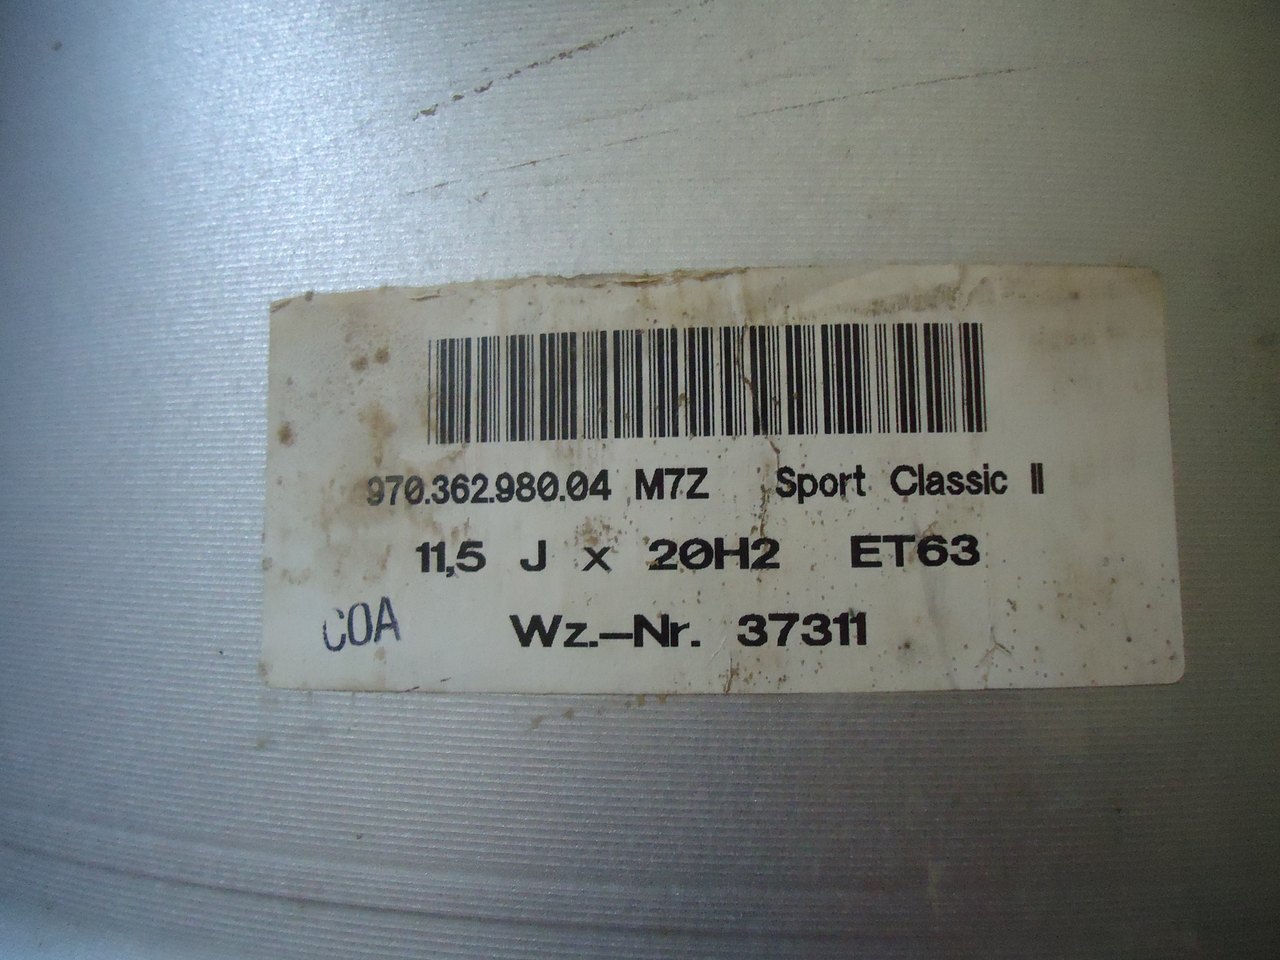 970.362.980.04 M7Z Sport Classic II
11,5 J x 20H2 ET63
COA Wz.-Nr. 37311